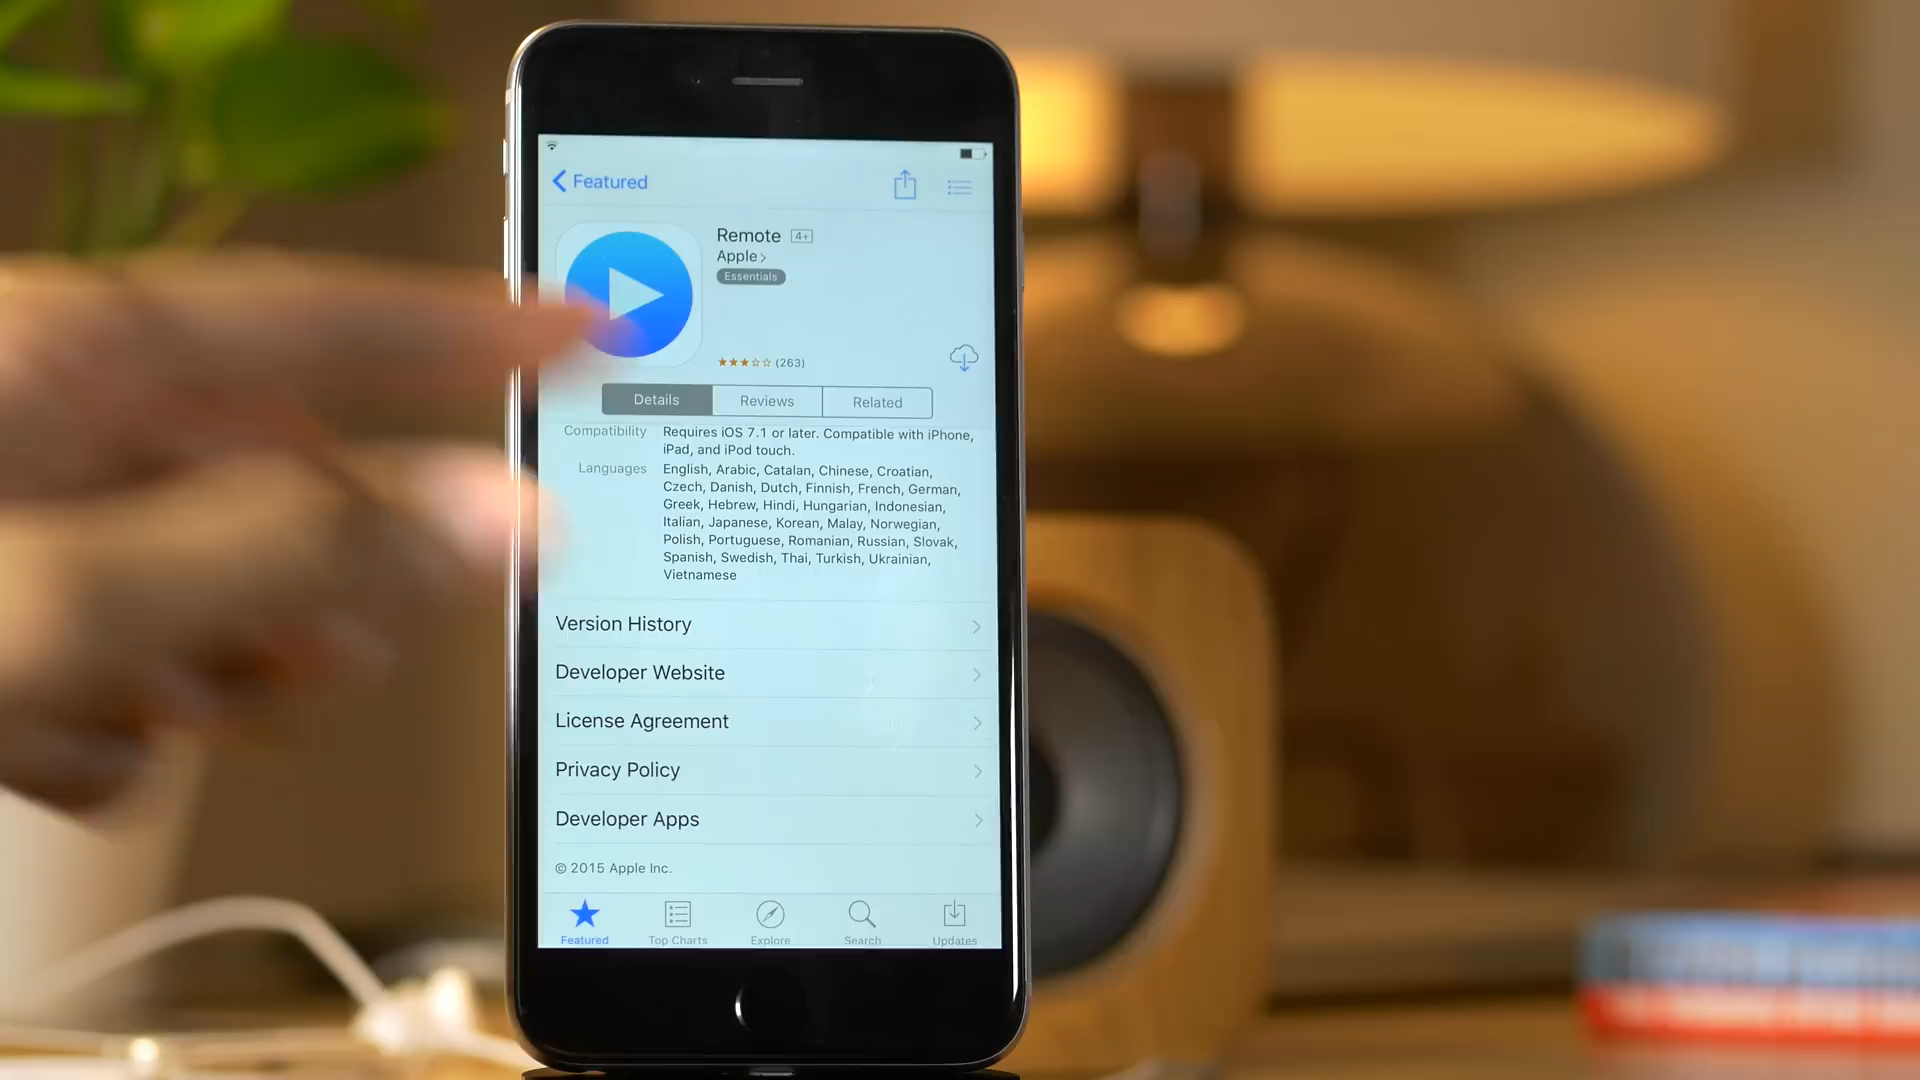 Featured
Remote 4+
Apple >
Essentials
(263)
Details Reviews Related
Compatibility Requires iOS 7.1 or later. Compatible with iPhone,
iPad, and iPod touch.
Languages English, Arabic, Catalan, Chinese, Croatian,
Czech, Danish, Dutch, Finnish, French, German,
Greek, Hebrew, Hindi, Hungarian, Indonesian,
Italian, Japanese, Korean, Malay, Norwegian,
Polish, Portuguese, Romanian, Russian, Slovak,
Spanish, Swedish, Thai, Turkish, Ukrainian,
Vietnamese
Version History
Developer Website
License Agreement
Privacy Policy
Developer Apps
© 2015 Apple Inc.
Featured Top Charts Explore Search Updates